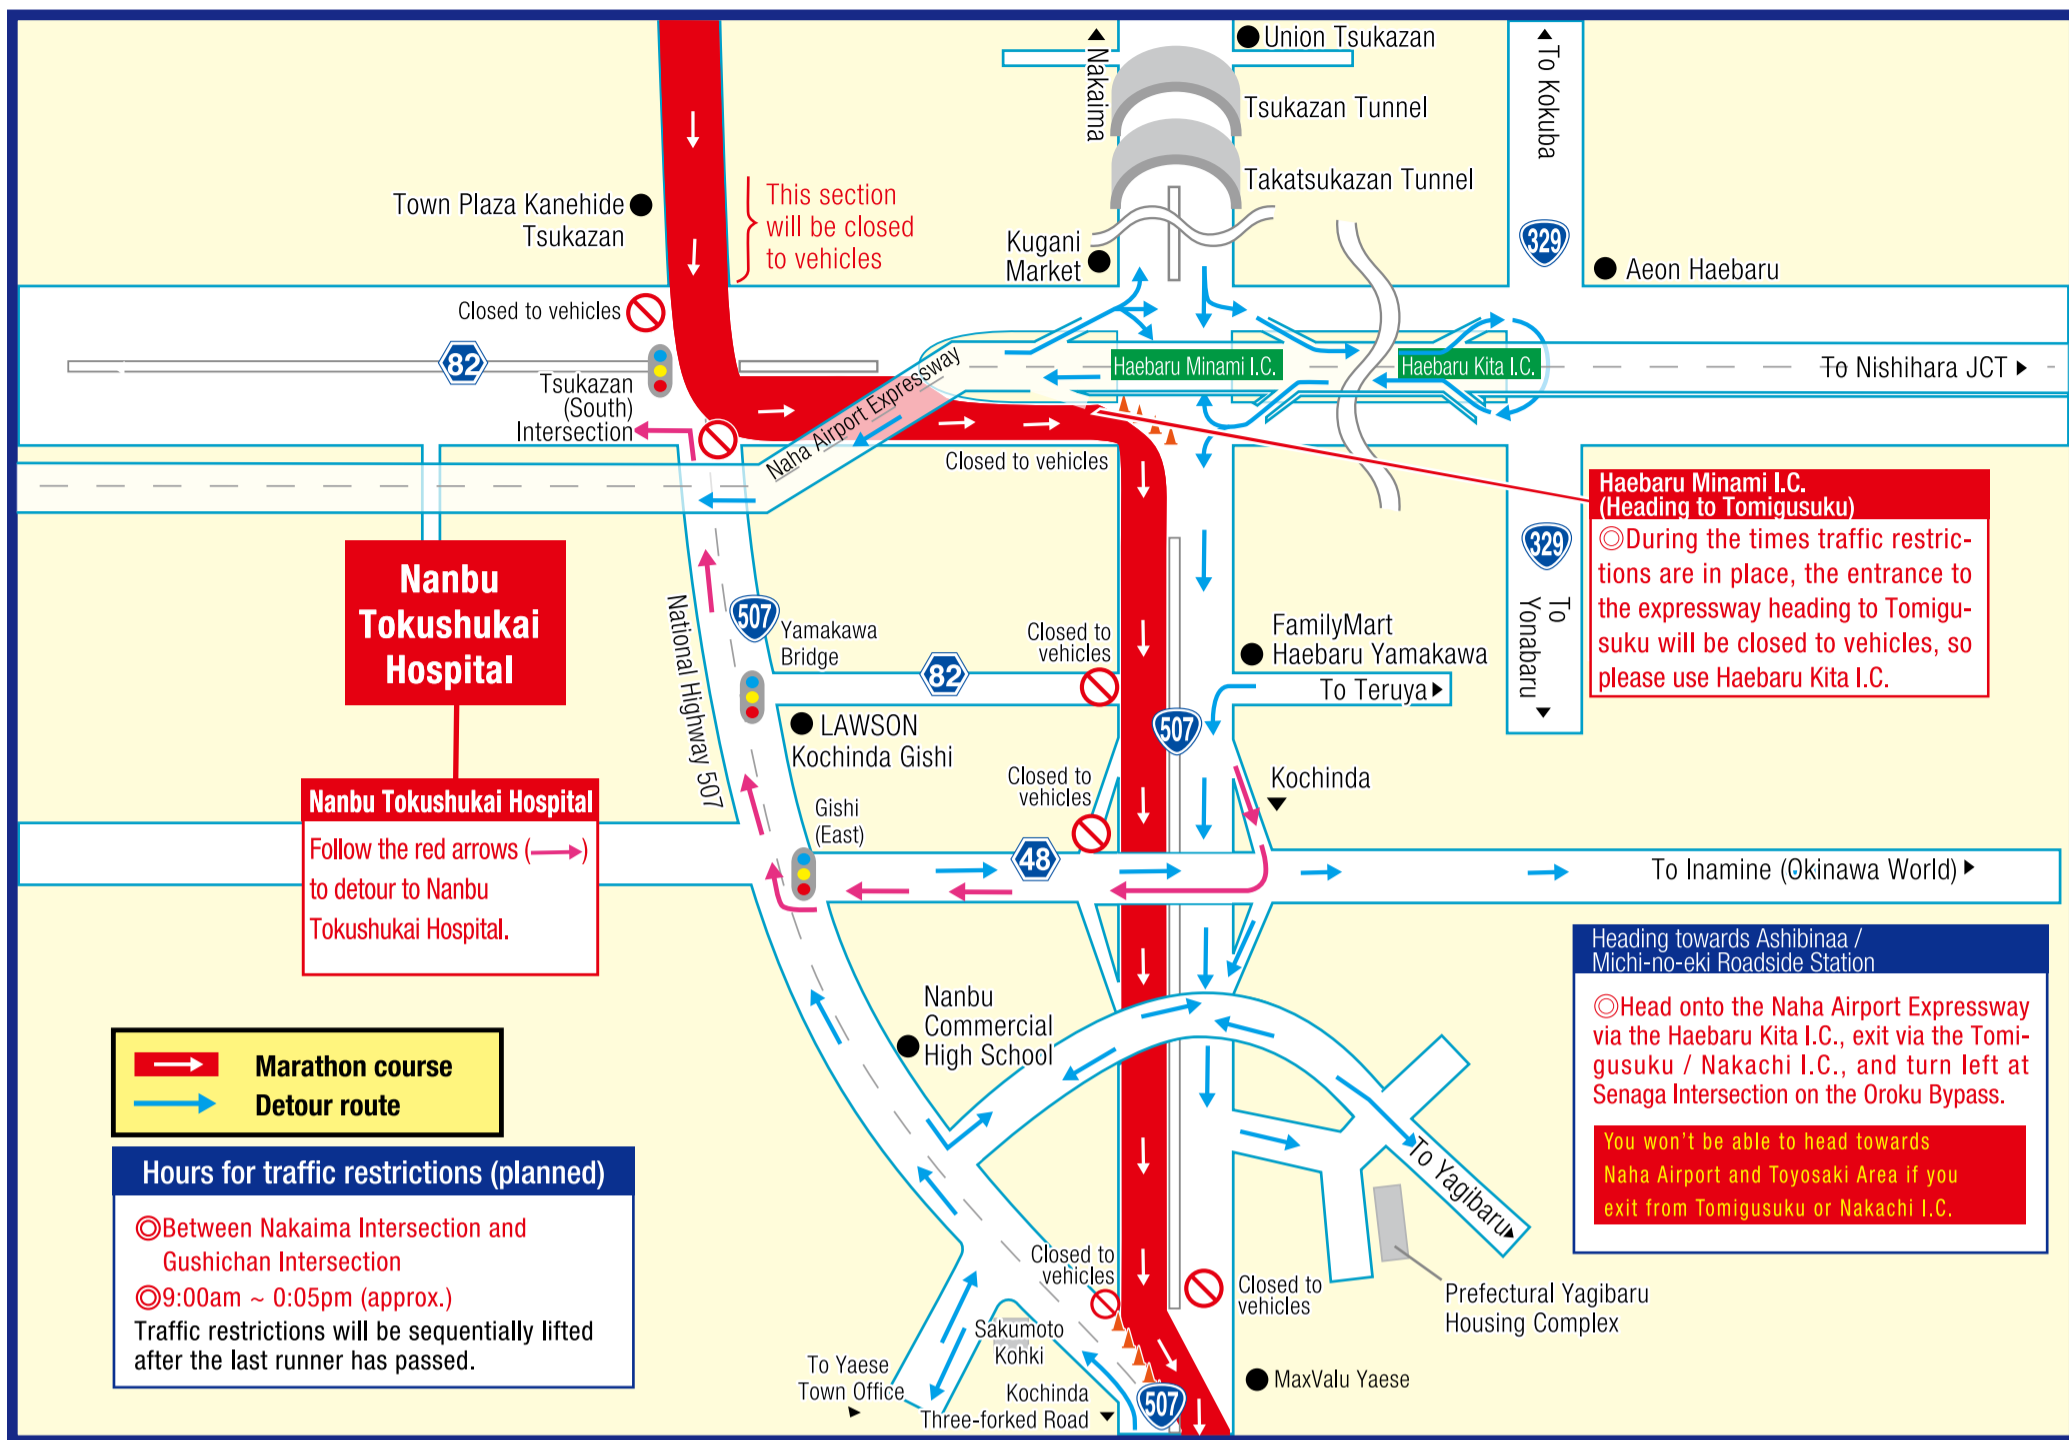 Union Tsukazan
Nakaima
To Kokuba
Tsukazan Tunnel
Takatsukazan Tunnel
Town Plaza Kanehide
Tsukazan
This section
will be closed
to vehicles
Kugani
Market
329
Aeon Haebaru
Closed to vehicles
82
Tsukazan
(South)
Intersection
Naha Airport Expressway
Haebaru Minami I.C.
Haebaru Kita I.C.
To Nishihara JCT
Closed to vehicles
Haebaru Minami I.C.
(Heading to Tomigusuku)
◎During the times traffic restric-
tions are in place, the entrance to
the expressway heading to Tomigu-
suku will be closed to vehicles, so
please use Haebaru Kita I.C.
329
To
Yonabaru
Nanbu
Tokushukai
Hospital
National Highway 507
507
Yamakawa
Bridge
Closed to
vehicles
FamilyMart
Haebaru Yamakawa
82
To Teruya
507
LAWSON
Kochinda Gishi
Closed to
vehicles
Kochinda
Nanbu Tokushukai Hospital
Follow the red arrows (→)
to detour to Nanbu
Tokushukai Hospital.
Gishi
(East)
48
To Inamine (Okinawa World)
Heading towards Ashibinaa /
Michi-no-eki Roadside Station
◎Head onto the Naha Airport Expressway
via the Haebaru Kita I.C., exit via the Tomi-
gusuku / Nakachi I.C., and turn left at
Senaga Intersection on the Oroku Bypass.
You won't be able to head towards
Naha Airport and Toyosaki Area if you
exit from Tomigusuku or Nakachi I.C.
Nanbu
Commercial
High School
Marathon course
Detour route
Hours for traffic restrictions (planned)
◎Between Nakaima Intersection and
Gushichan Intersection
◎9:00am ~ 0:05pm (approx.)
Traffic restrictions will be sequentially lifted
after the last runner has passed.
To Yagibaru
Closed to
vehicles
Closed to
vehicles
Prefectural Yagibaru
Housing Complex
Sakumoto
Kohki
To Yaese
Town Office
Kochinda
Three-forked Road
507
MaxValu Yaese